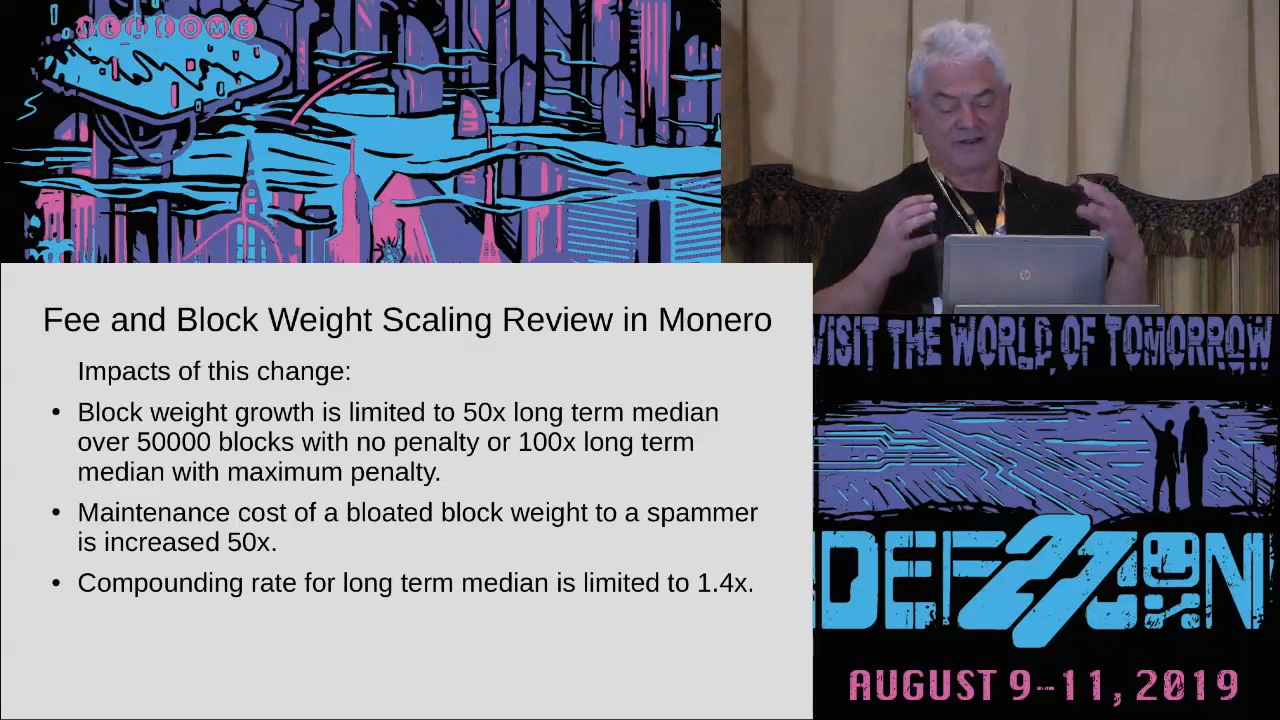 WELCOME
Fee and Block Weight Scaling Review in Monero
Impacts of this change:
• Block weight growth is limited to 50x long term median
over 50000 blocks with no penalty or 100x long term
median with maximum penalty.
• Maintenance cost of a bloated block weight to a spammer
is increased 50x.
• Compounding rate for long term median is limited to 1.4x.
hp
VISIT THE WORLD OF TOMORROW
DEF27CON
AUGUST 9-11, 2019